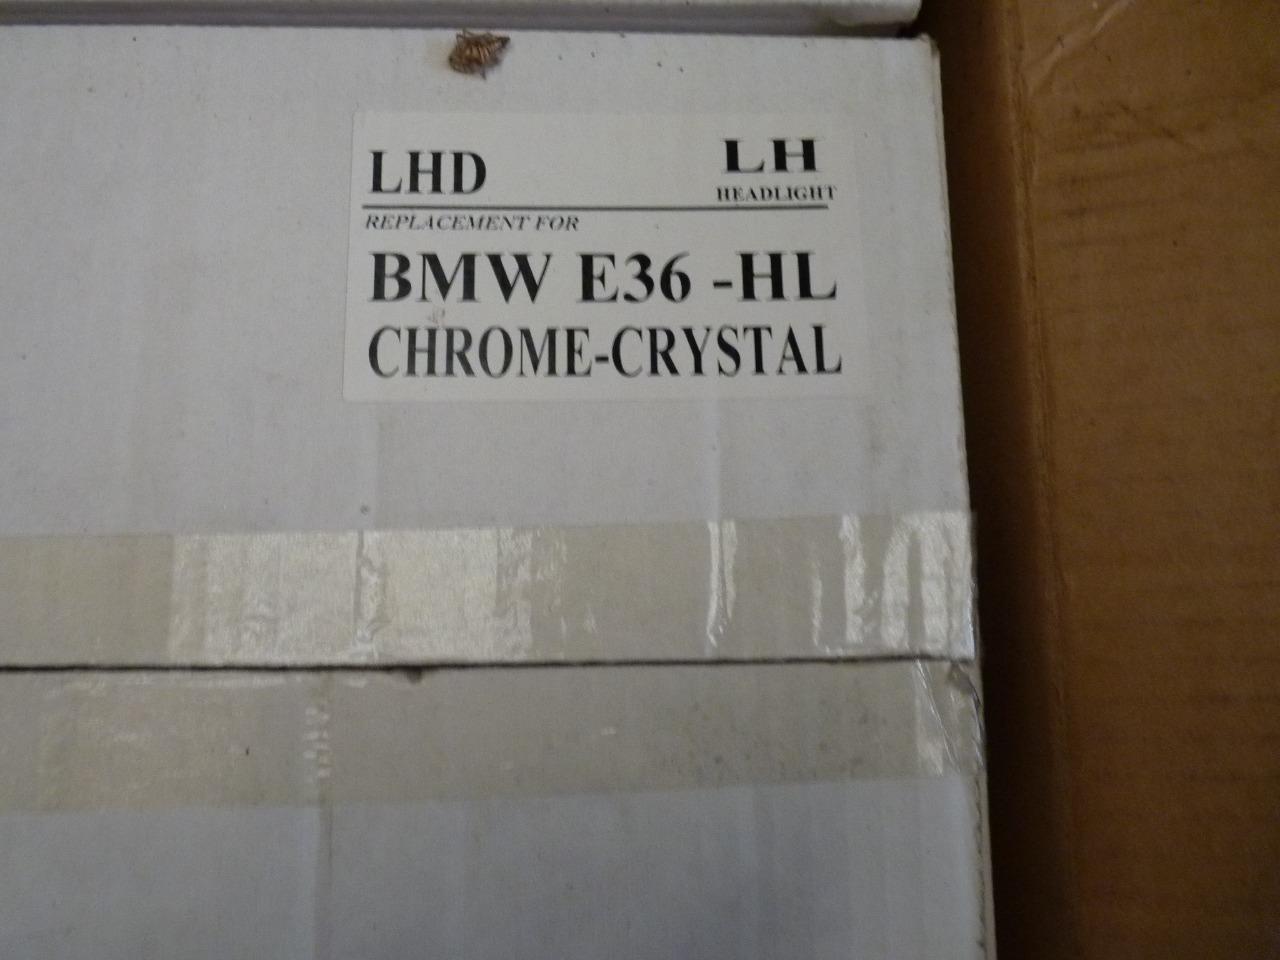 LHD LH
HEADLIGHT
REPLACEMENT FOR
BMW E36 -HL
CHROME-CRYSTAL